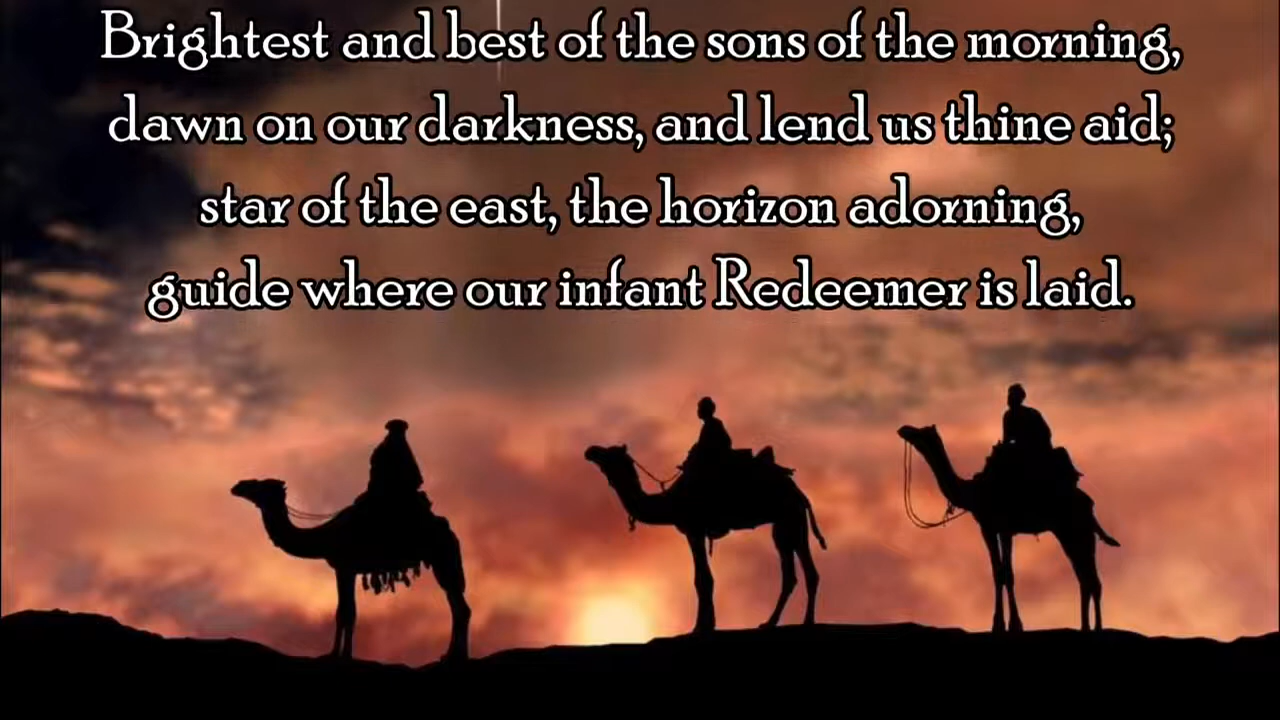 Brightest and best of the sons of the morning,
dawn on our darkness, and lend us thine aid;
star of the east, the horizon adorning,
guide where our infant Redeemer is laid.